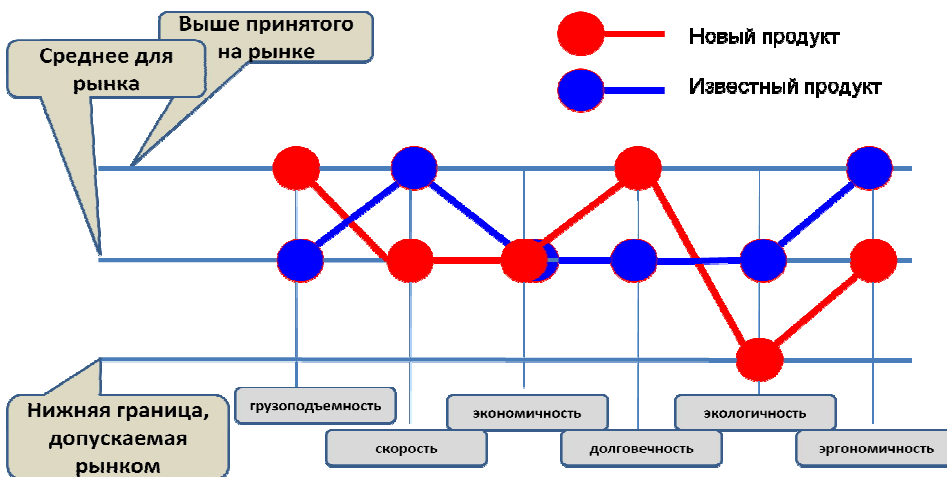 Выше принятого
на рынке
Среднее для
рынка
Новый продукт
Известный продукт
Нижняя граница,
допускаемая
рынком
грузоподъемность
скорость
экономичность
долговечность
экологичность
эргономичность